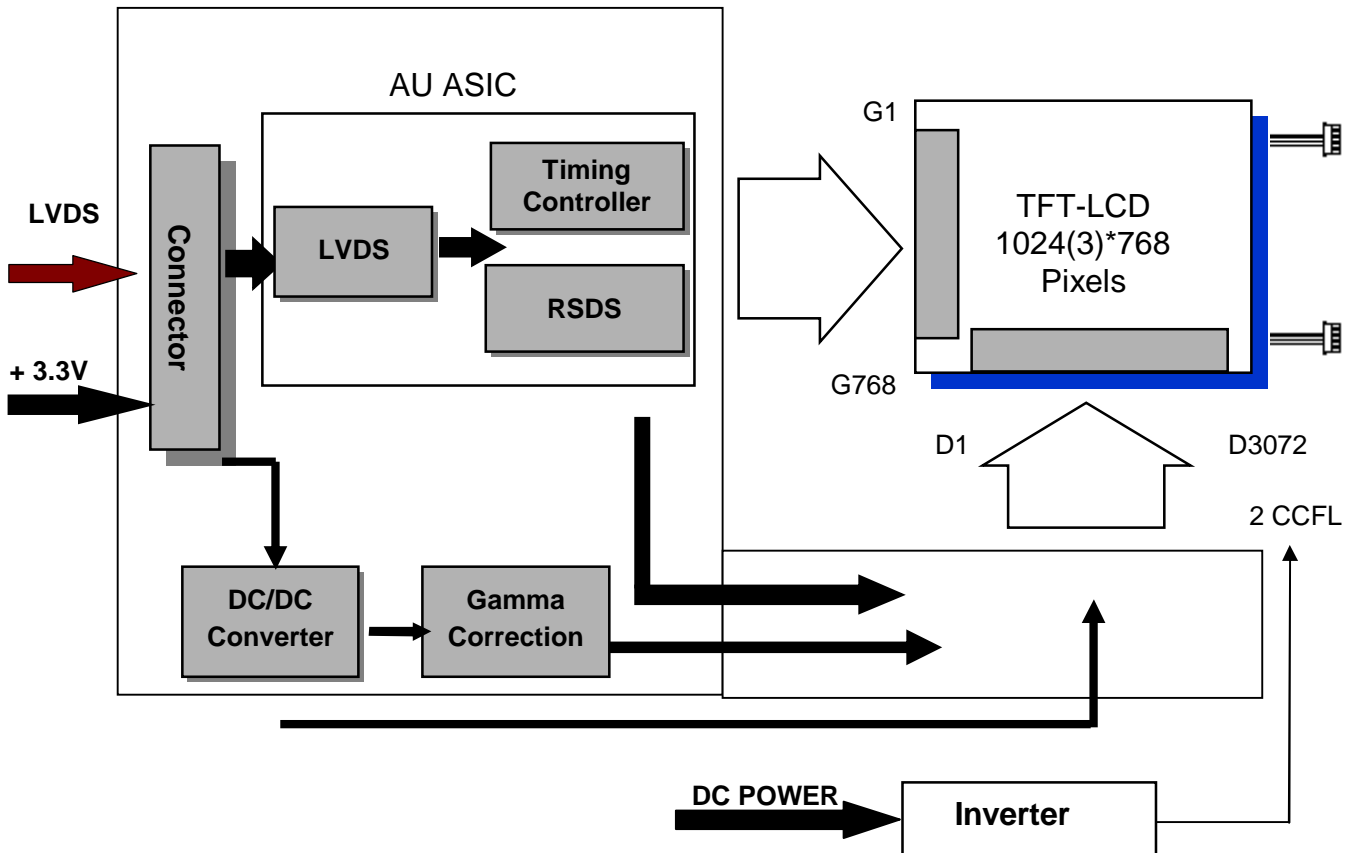 AU ASIC
G1
Timing
Controller
TFT-LCD
1024(3)*768
Pixels
LVDS
Connector
LVDS
RSDS
+ 3.3V
G768
D1
D3072
2 CCFL
DC/DC
Converter
Gamma
Correction
DC POWER
Inverter